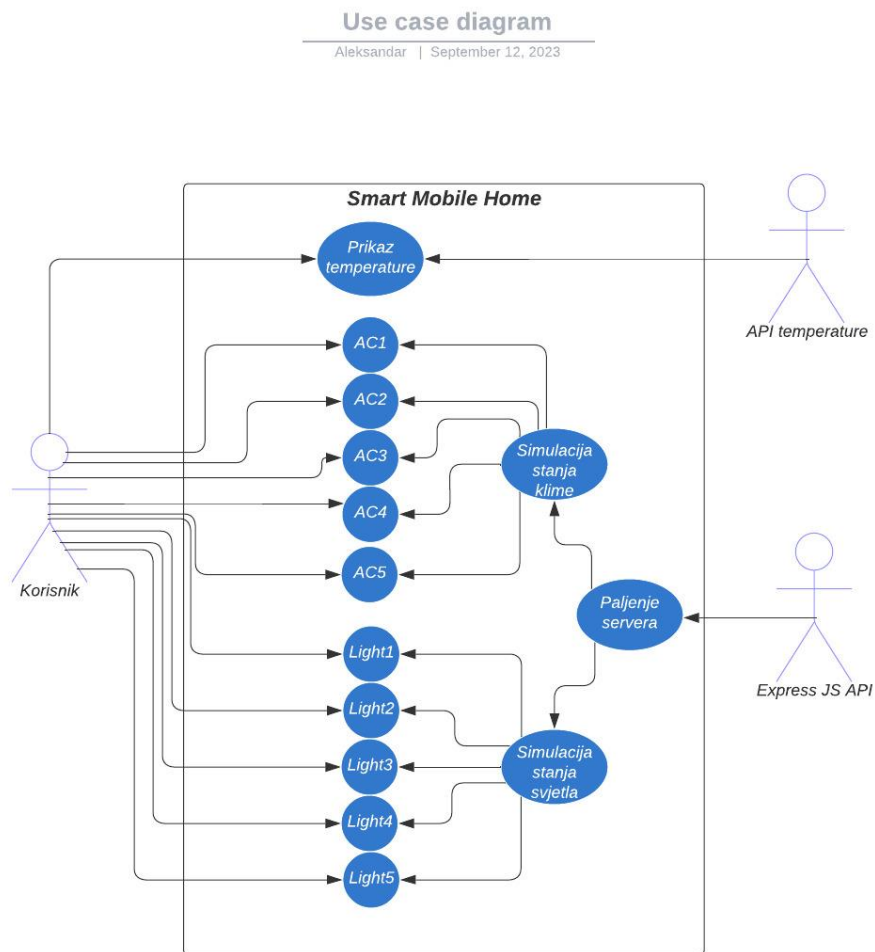 Use case diagram
Aleksandar | September 12, 2023
Smart Mobile Home
Prikaz
temperature
API temperature
AC1
AC2
AC3
AC4
AC5
Simulacija
stanja
klime
Korisnik
Paljenje
servera
Express JS API
Light1
Light2
Light3
Light4
Light5
Simulacija
stanja
svjetla